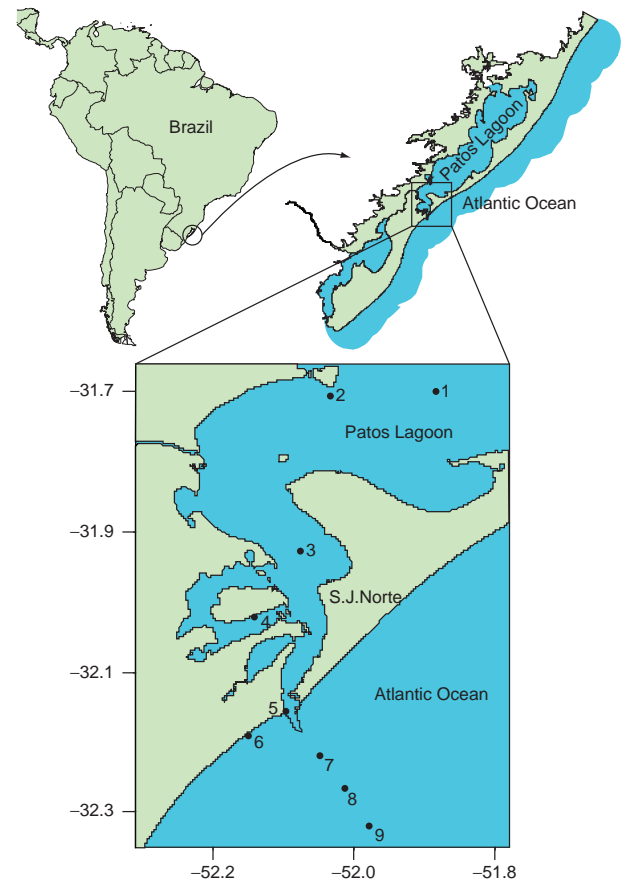 Brazil
Patos Lagoon
Atlantic Ocean
−31.7
2
1
Patos Lagoon
−31.9
3
S.J.Norte
4
−32.1
Atlantic Ocean
5
6
7
8
−32.3
9
−52.2
−52.0
−51.8